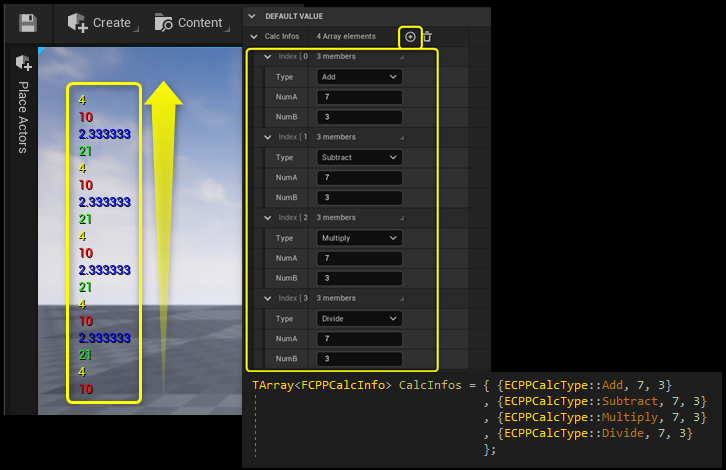 Create
Content
Place Actors
4
10
2.333333
21
4
10
2.333333
21
4
10
2.333333
21
4
10
2.333333
21
4
10
DEFAULT VALUE
Calc Infos 4 Array elements
Index [ 0 3 members
Type Add
NumA 7
NumB 3
Index [ 1 3 members
Type Subtract
NumA 7
NumB 3
Index [ 2 3 members
Type Multiply
NumA 7
NumB 3
Index [ 3 3 members
Type Divide
NumA 7
NumB 3
TArray<FCPPCalcInfo> CalcInfos = { {ECPPCalcType::Add, 7, 3}
, {ECPPCalcType::Subtract, 7, 3}
, {ECPPCalcType::Multiply, 7, 3}
, {ECPPCalcType::Divide, 7, 3}
};